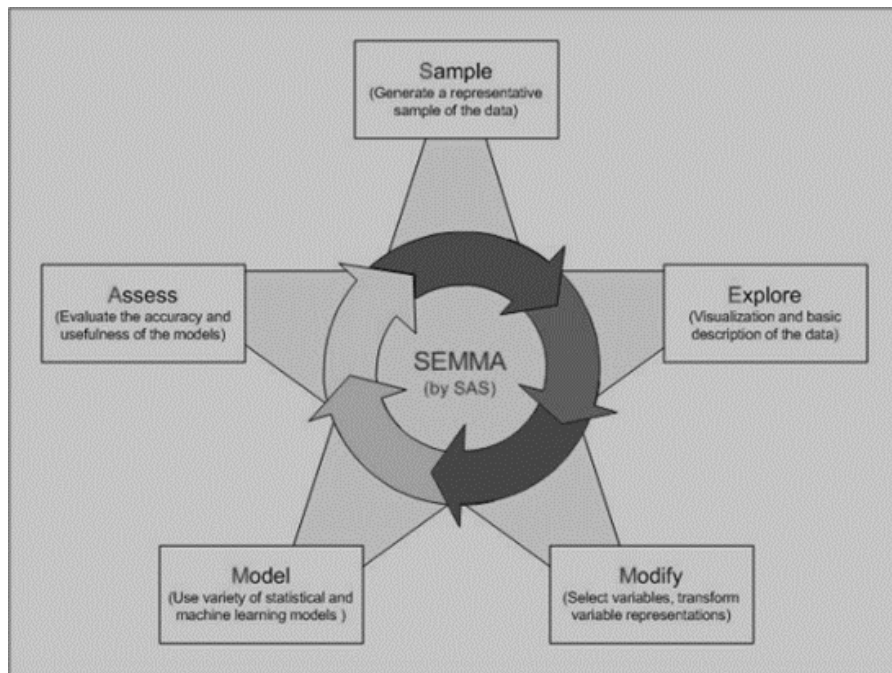 Sample
(Generate a representative
sample of the data)
Assess
(Evaluate the accuracy and
usefulness of the models)
Explore
(Visualization and basic
description of the data)
SEMMA
(by SAS)
Model
(Use variety of statistical and
machine learning models )
Modify
(Select variables, transform
variable representations)